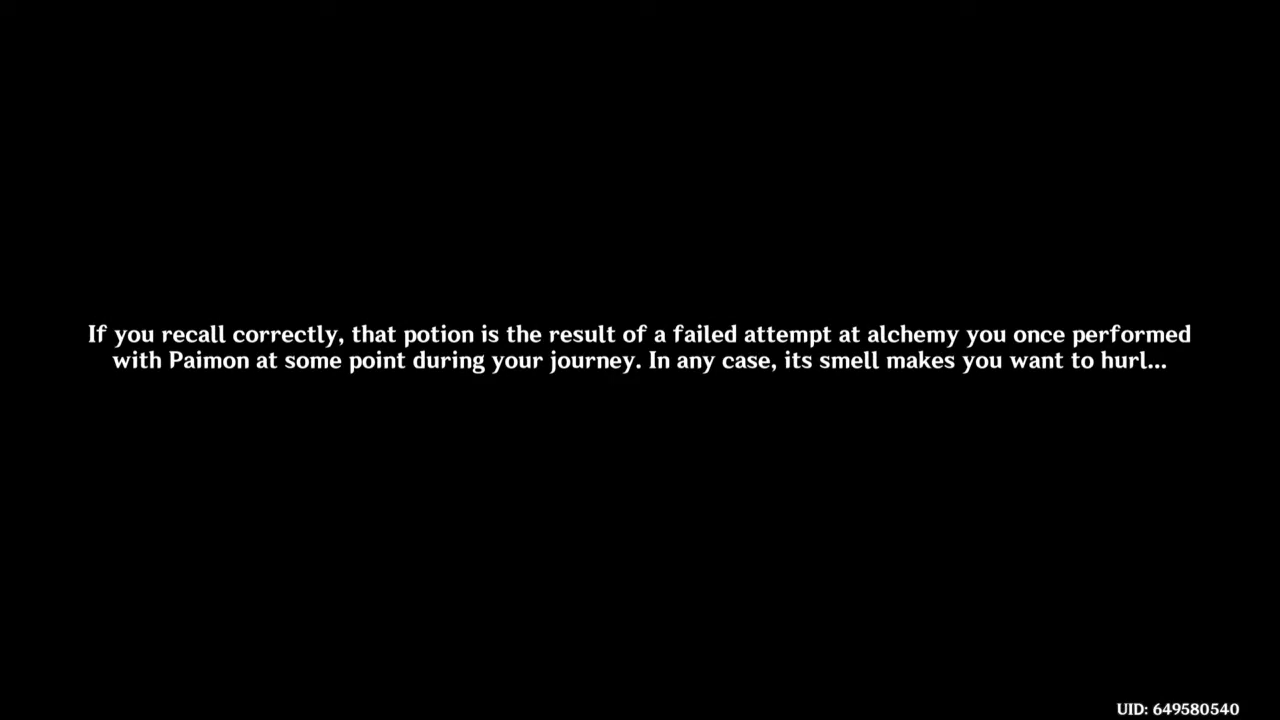 If you recall correctly, that potion is the result of a failed attempt at alchemy you once performed
with Paimon at some point during your journey. In any case, its smell makes you want to hurl...
UID: 649580540